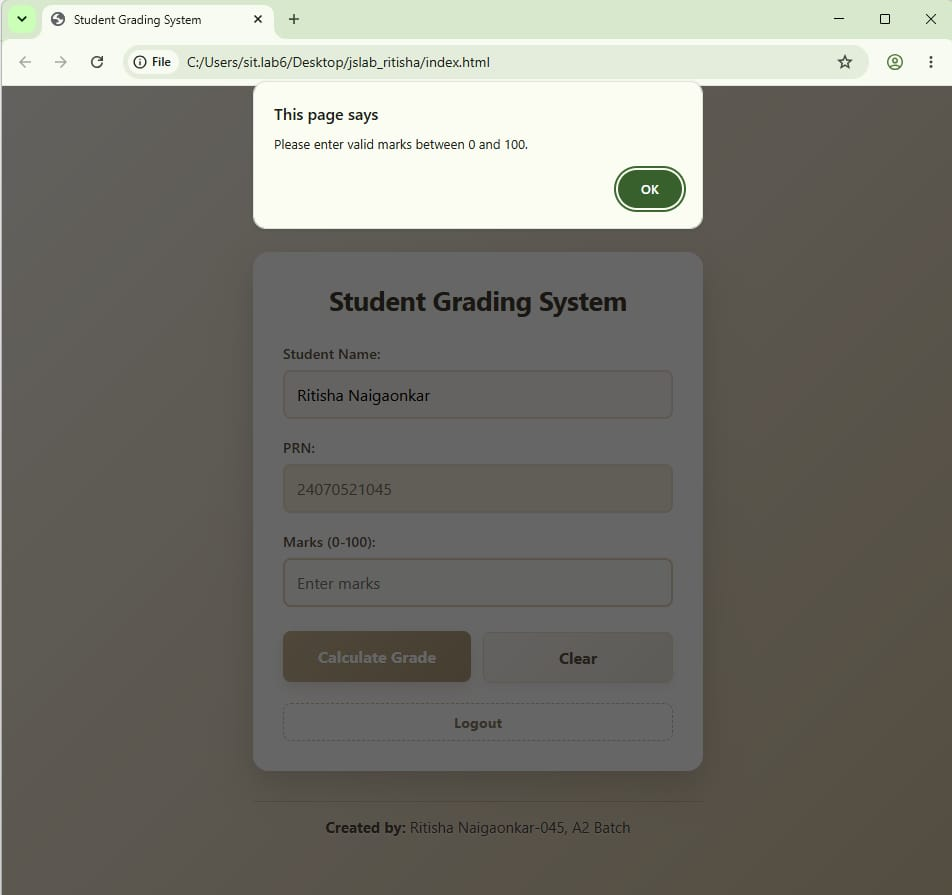 Student Grading System
File C:/Users/sit.lab6/Desktop/jslab_ritisha/index.html
This page says
Please enter valid marks between 0 and 100.
OK
Student Grading System
Student Name:
Ritisha Naigaonkar
PRN:
24070521045
Marks (0-100):
Enter marks
Calculate Grade Clear
Logout
Created by: Ritisha Naigaonkar-045, A2 Batch